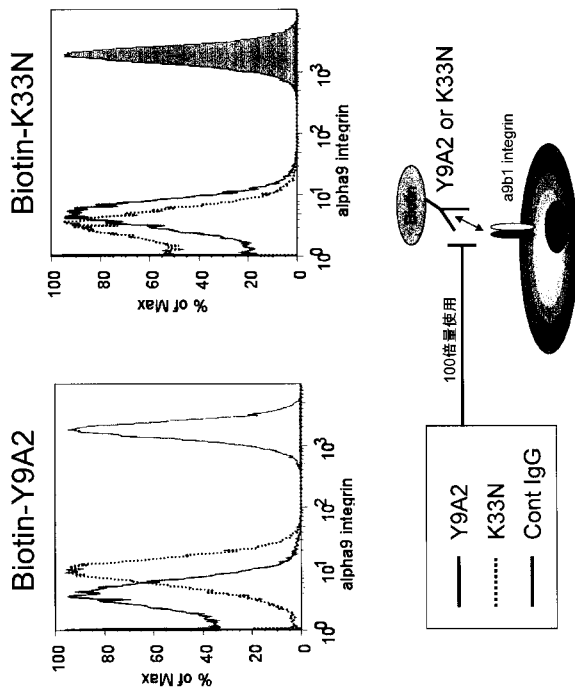 Biotin-Y9A2
% of Max
100
80
60
40
20
0
10^0
10^1
10^2
10^3
alpha9 integrin
Biotin-K33N
% of Max
100
80
60
40
20
0
10^0
10^1
10^2
10^3
alpha9 integrin
Y9A2
K33N
Cont IgG
100倍量使用
Biotin
Y9A2 or K33N
a9b1 integrin